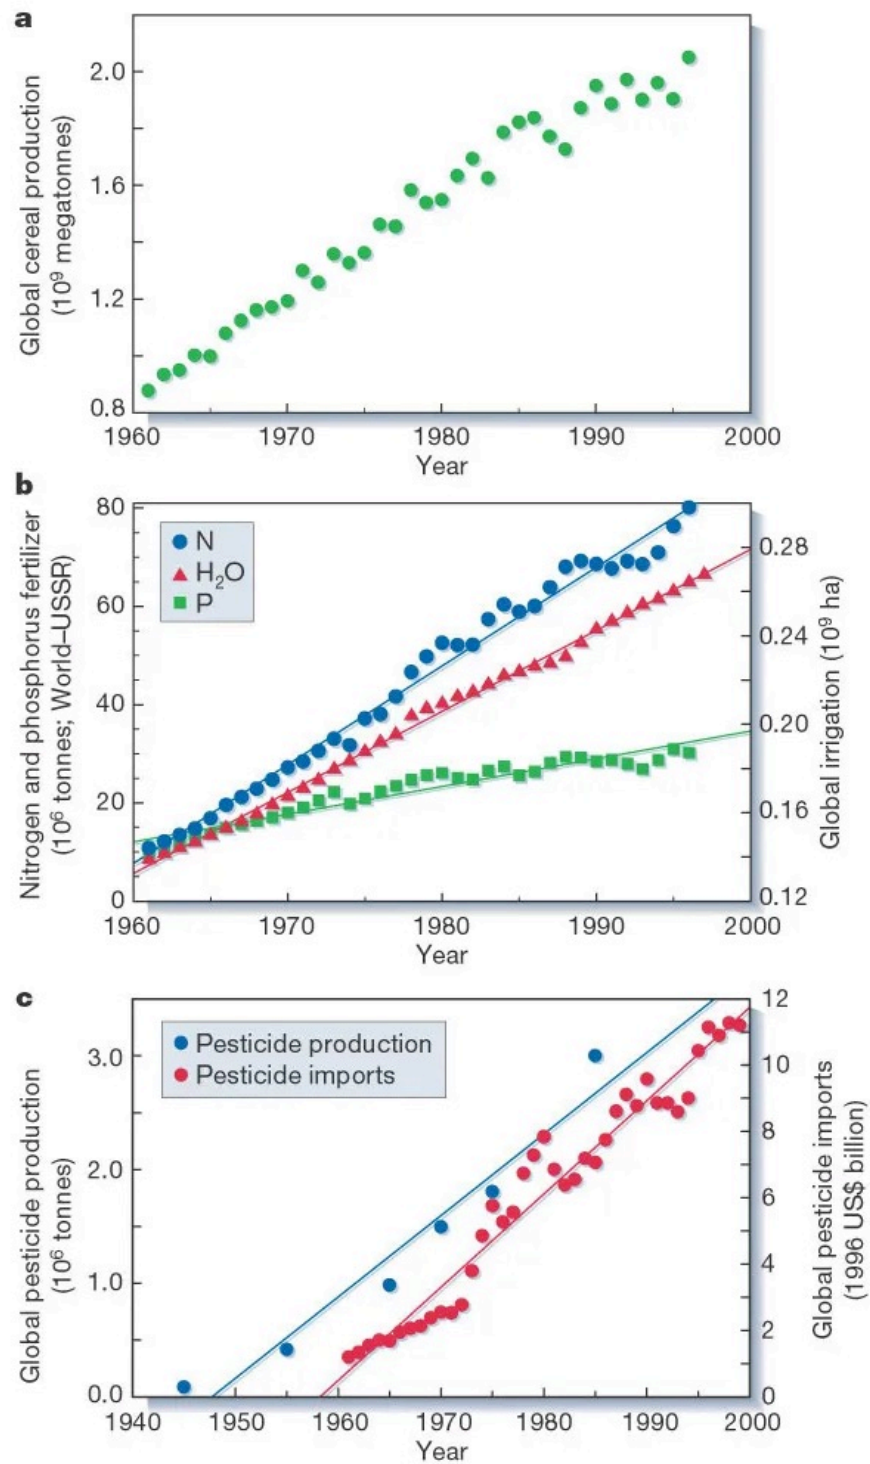 a
Global cereal production
(10⁹ megatonnes)
2.0
1.6
1.2
0.8
1960 1970 1980 1990 2000
Year
b
Nitrogen and phosphorus fertilizer
(10⁶ tonnes; World–USSR)
80
60
40
20
0
N
H₂O
P
0.28
0.24
0.20
0.16
0.12
Global irrigation (10⁹ ha)
1960 1970 1980 1990 2000
Year
c
Global pesticide production
(10⁶ tonnes)
3.0
2.0
1.0
0.0
Pesticide production
Pesticide imports
12
10
8
6
4
2
0
Global pesticide imports
(1996 US$ billion)
1940 1950 1960 1970 1980 1990 2000
Year